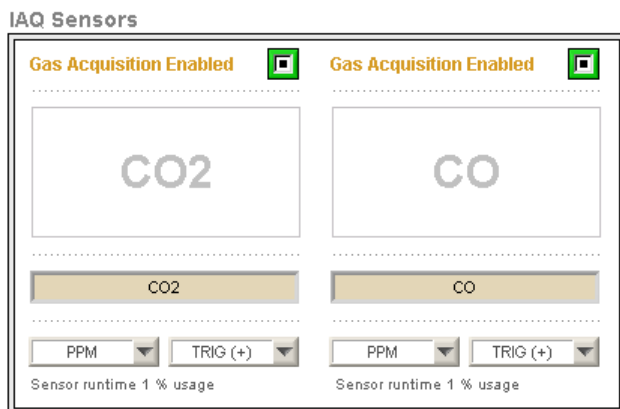 IAQ Sensors
Gas Acquisition Enabled
CO2
CO2
PPM
TRIG (+)
Sensor runtime 1 % usage
Gas Acquisition Enabled
CO
CO
PPM
TRIG (+)
Sensor runtime 1 % usage